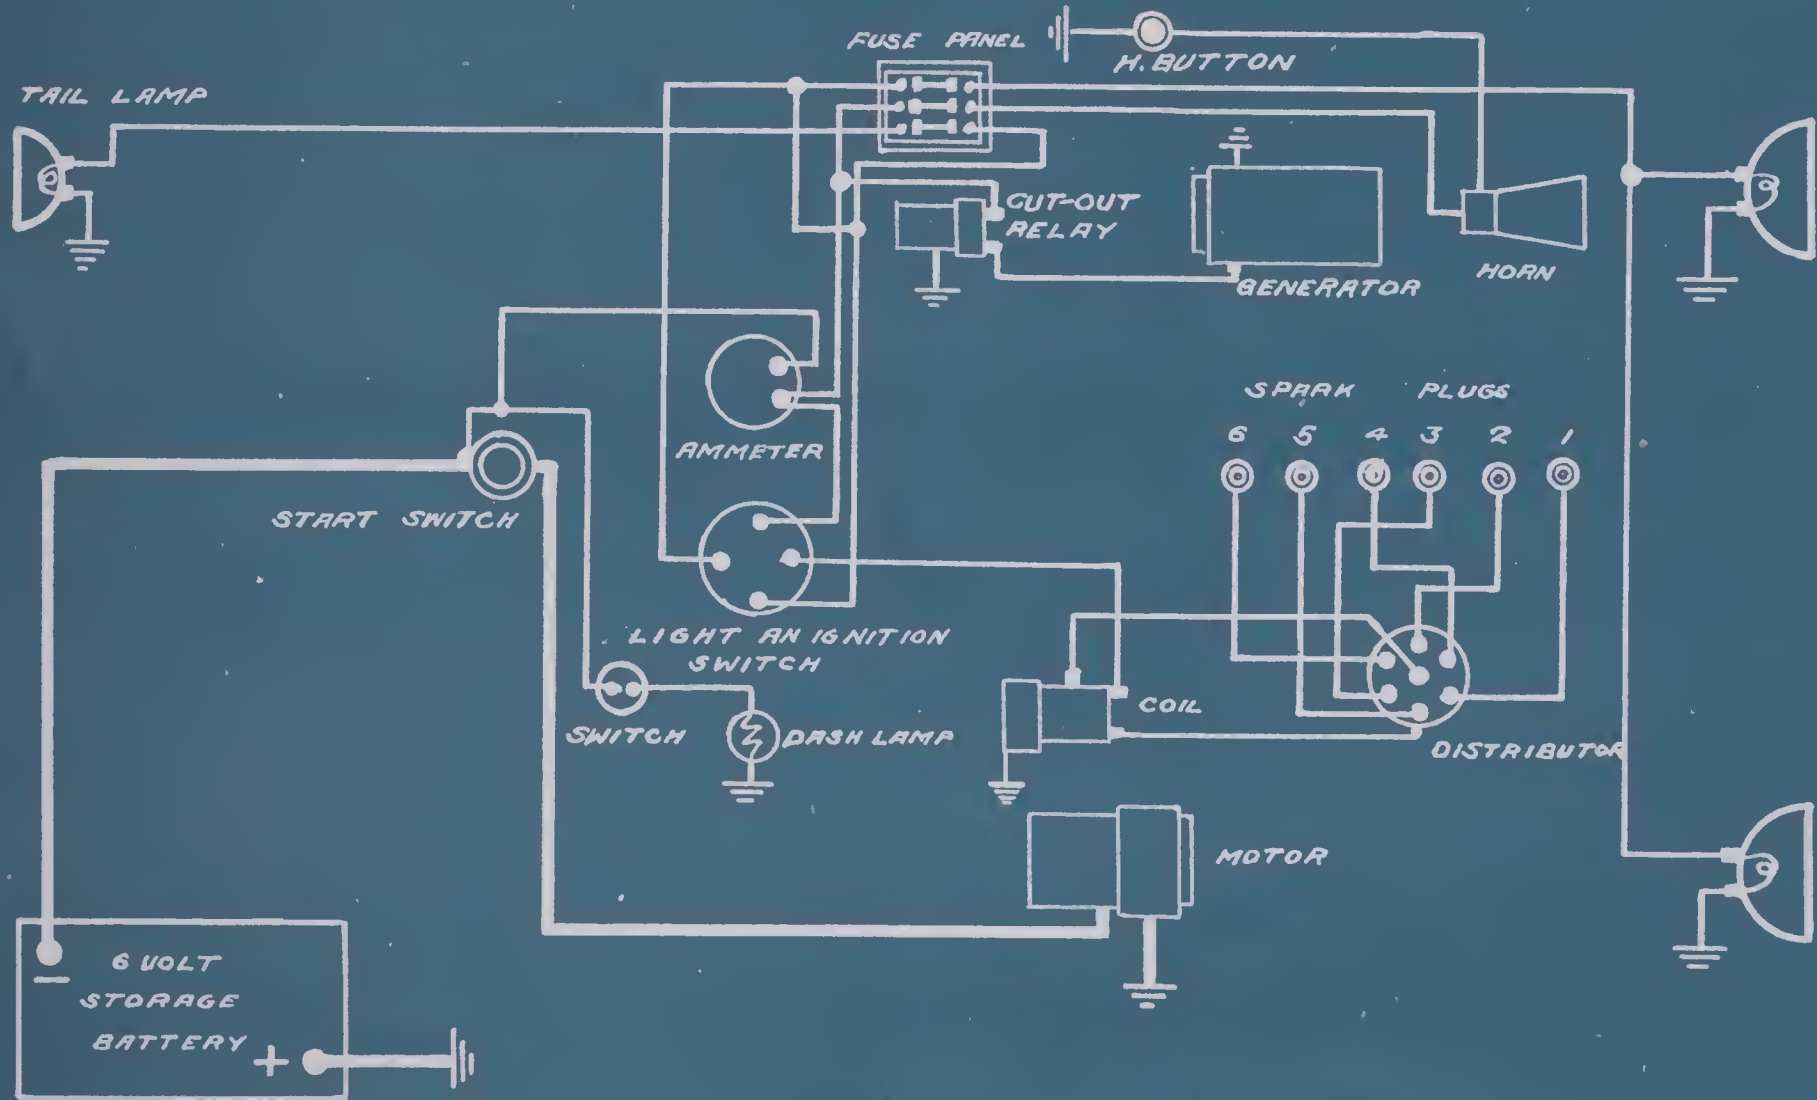 FUSE PANEL
H. BUTTON
TAIL LAMP
CUT-OUT
RELAY
GENERATOR
HORN
SPARK PLUGS
6 5 4 3 2 1
AMMETER
START SWITCH
LIGHT AN IGNITION
SWITCH
SWITCH
DASH LAMP
COIL
DISTRIBUTOR
MOTOR
6 VOLT
STORAGE
BATTERY
−
+